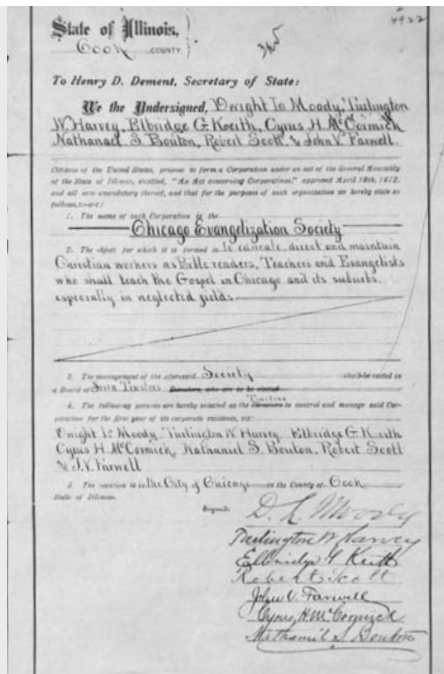 4922
State of Illinois,
Cook COUNTY
To Henry D. Dement, Secretary of State:
We the Undersigned, Dwight L. Moody, Turlington
W. Harvey, Elbridge G. Keith, Cyrus H. McCormick
Nathanael S. Bouton, Robert Scott, & John V. Farwell
Citizens of the United States, propose to form a Corporation under an act of the General Assembly
of the State of Illinois, entitled, "An Act concerning Corporations," approved April 18th, 1872,
and all acts amendatory thereof; and that for the purposes of such organization we hereby state as
follows, to-wit:
1. The name of such Corporation is the
Chicago Evangelization Society
2. The object for which it is formed is to educate, direct and maintain
Christian workers as Bible readers, Teachers and Evangelists
who shall teach the Gospel in Chicago and its suburbs,
especially in neglected fields
3. The management of the aforesaid Society shall be vested in
a Board of Seven Trustees Directors, who are to be elected
Trustees
4. The following persons are hereby selected as the Directors to control and manage said Cor-
poration for the first year of its corporate existence, viz:
Dwight L. Moody, Turlington W. Harvey, Elbridge G. Keith
Cyrus H. McCormick, Nathanael S. Bouton, Robert Scott
& J. V. Farwell
5. The location is in the City of Chicago in the County of Cook
State of Illinois.
Signed:
D. L. Moody
Turlington W. Harvey
Elbridge G Keith
Robert Scott
John V. Farwell
Cyrus H McCormick
Nathaniel S. Bouton